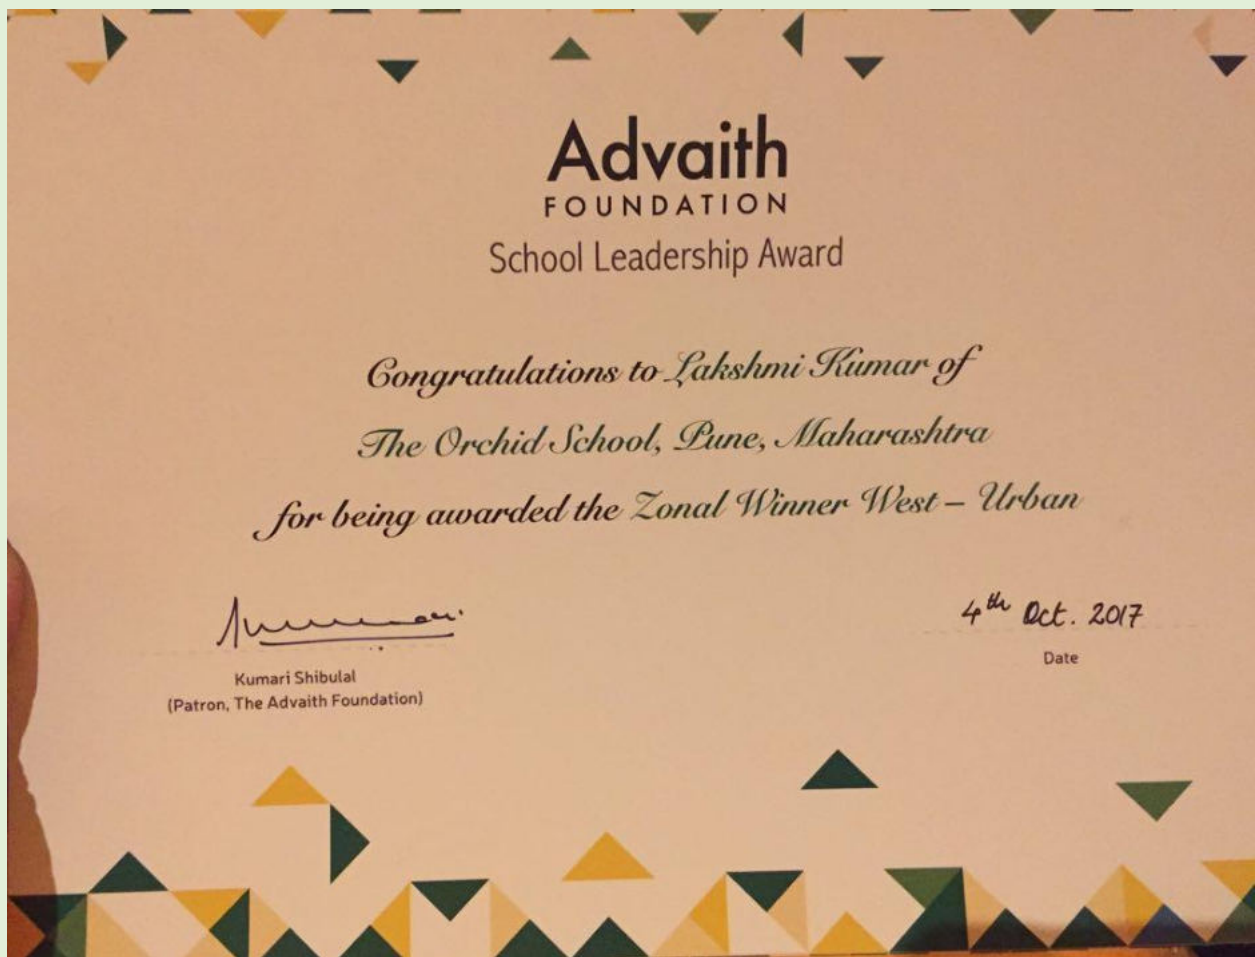 Advaith
FOUNDATION
School Leadership Award
Congratulations to Lakshmi Kumar of
The Orchid School, Pune, Maharashtra
for being awarded the Zonal Winner West – Urban
4th Oct. 2017
Kumari Shibulal
(Patron, The Advaith Foundation)
Date